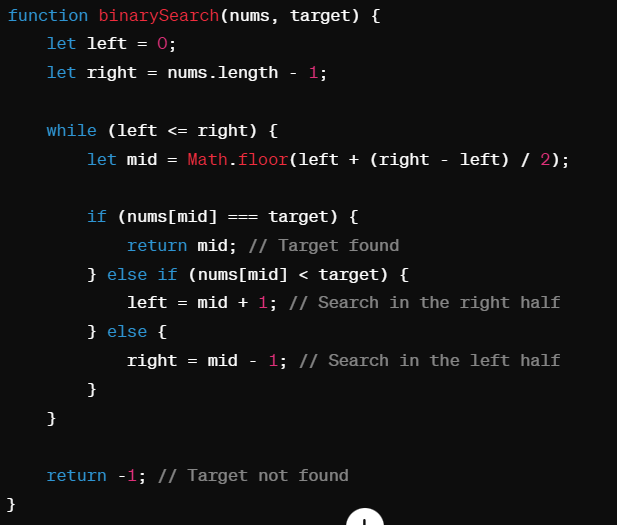 function binarySearch(nums, target) {
    let left = 0;
    let right = nums.length - 1;

    while (left <= right) {
        let mid = Math.floor(left + (right - left) / 2);

        if (nums[mid] === target) {
            return mid; // Target found
        } else if (nums[mid] < target) {
            left = mid + 1; // Search in the right half
        } else {
            right = mid - 1; // Search in the left half
        }
    }

    return -1; // Target not found
}